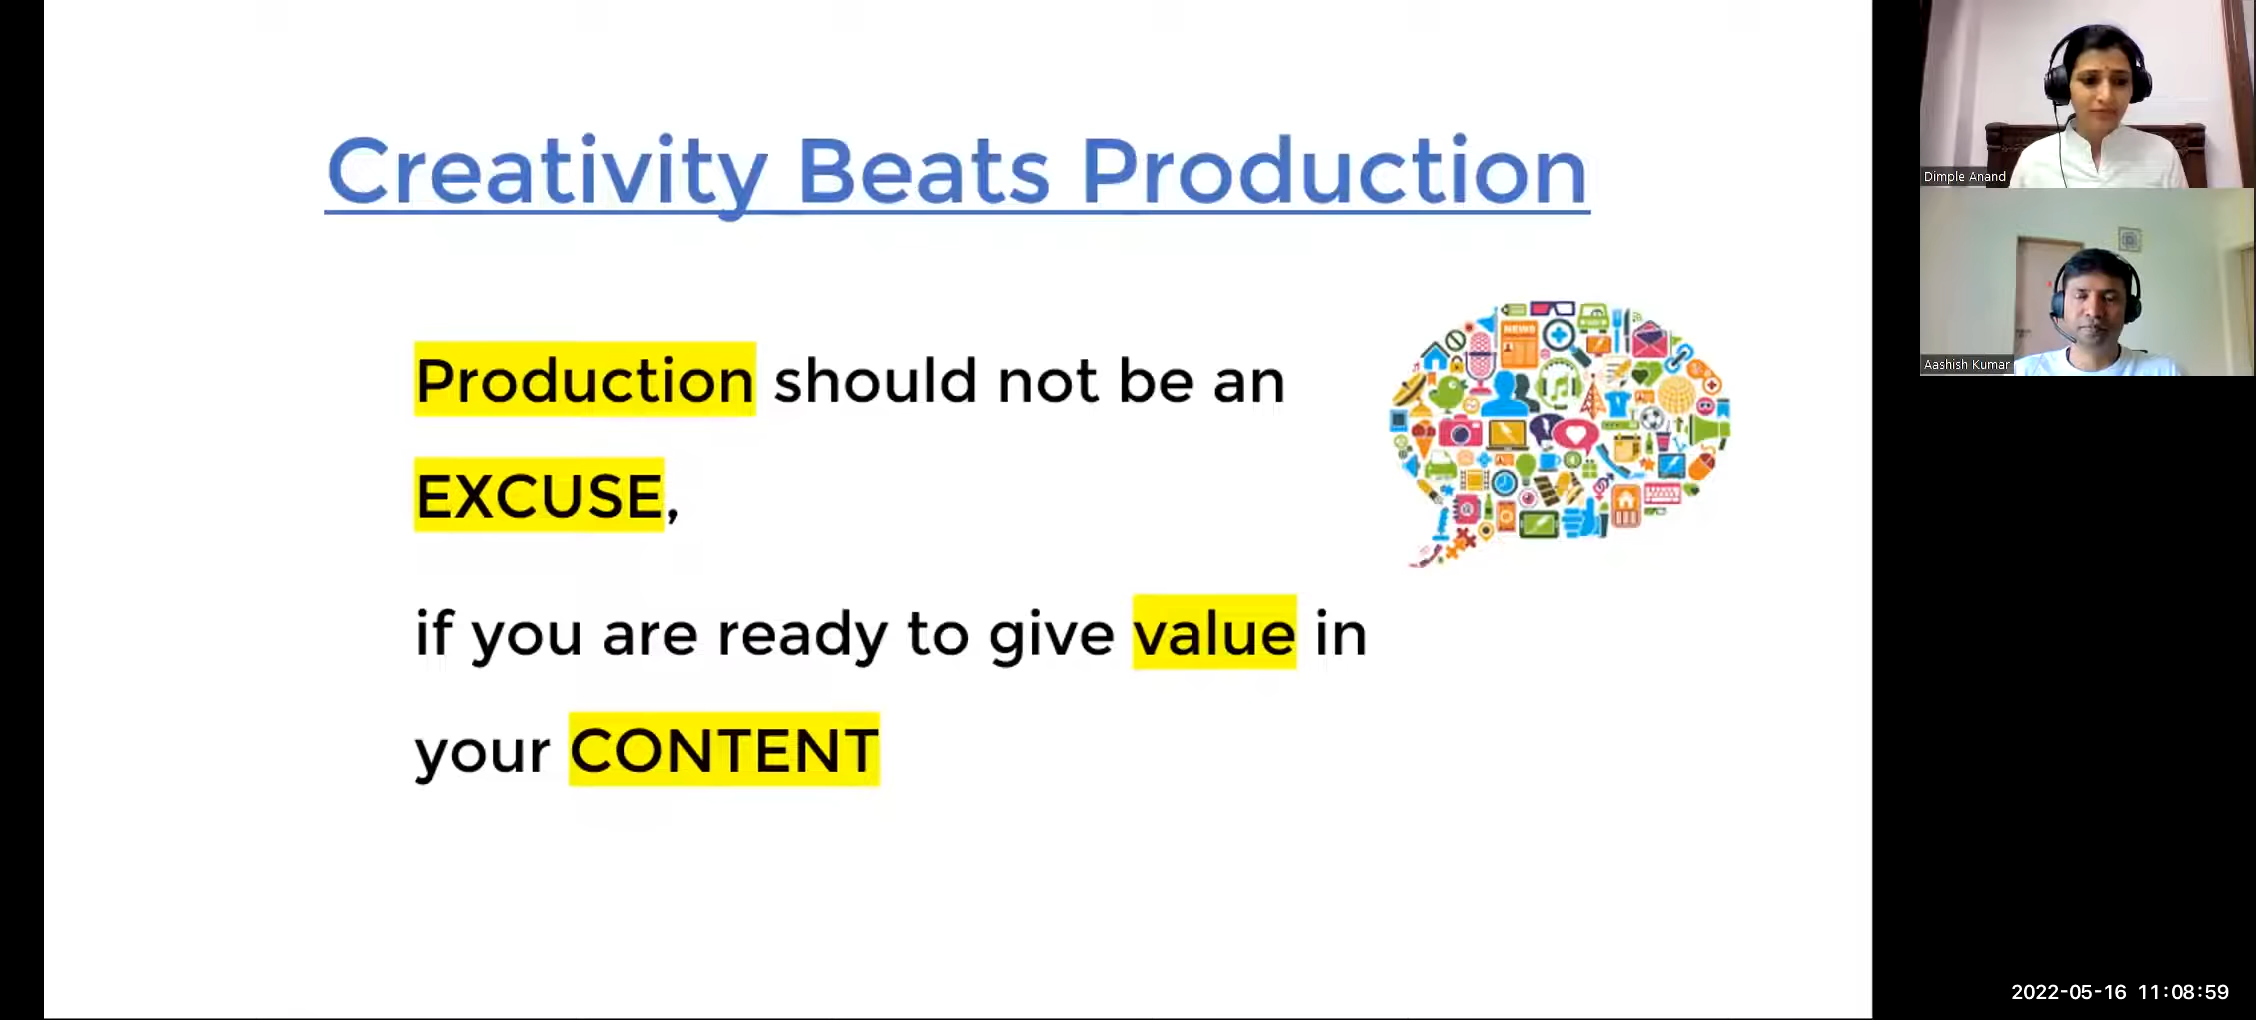 Creativity Beats Production
Production should not be an
EXCUSE,
if you are ready to give value in
your CONTENT
NEWS
Dimple Anand
Aashish Kumar
2022-05-16 11:08:59